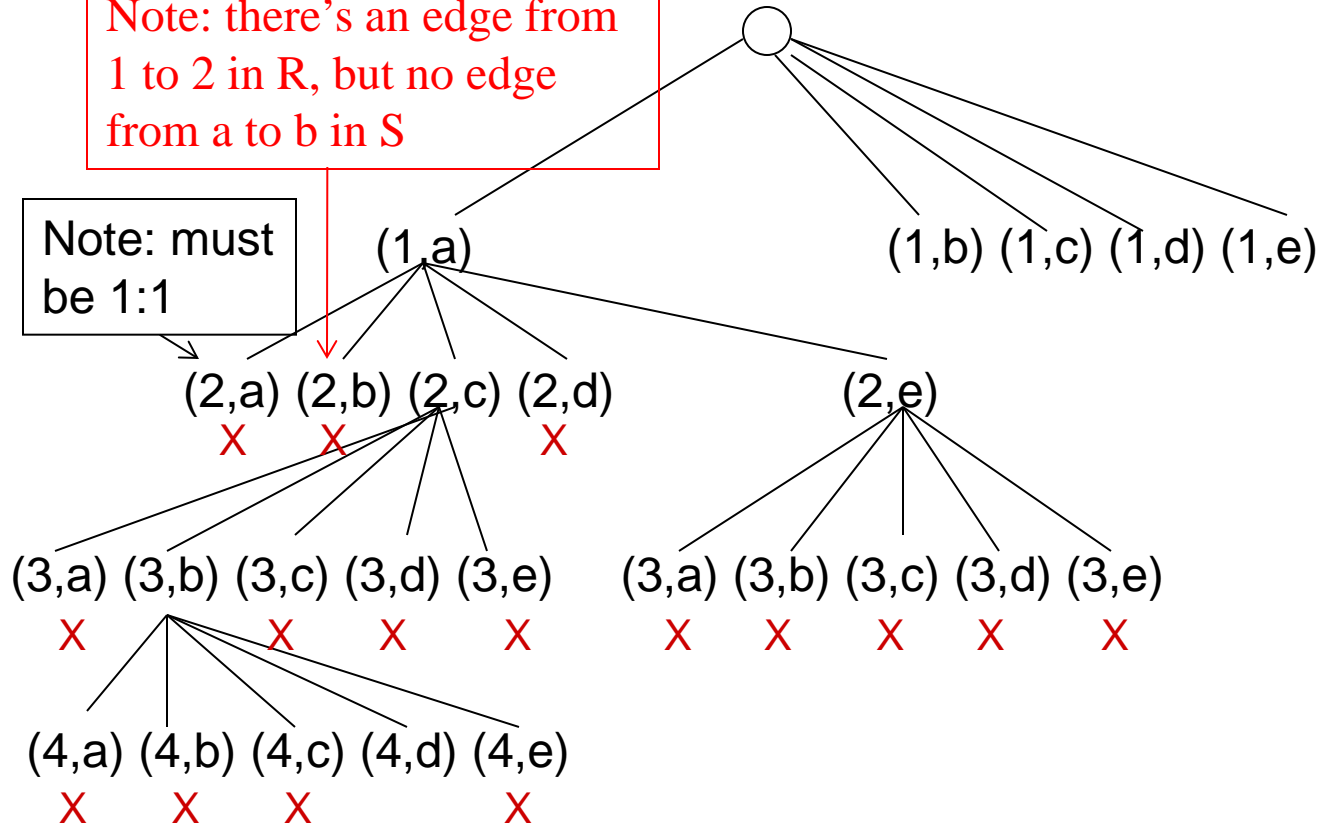 Note: there's an edge from
1 to 2 in R, but no edge
from a to b in S
Note: must
be 1:1
(1,a) (1,b) (1,c) (1,d) (1,e)
(2,a) (2,b) (2,c) (2,d) (2,e)
X X X
(3,a) (3,b) (3,c) (3,d) (3,e) (3,a) (3,b) (3,c) (3,d) (3,e)
X X X X X X X X X
(4,a) (4,b) (4,c) (4,d) (4,e)
X X X X